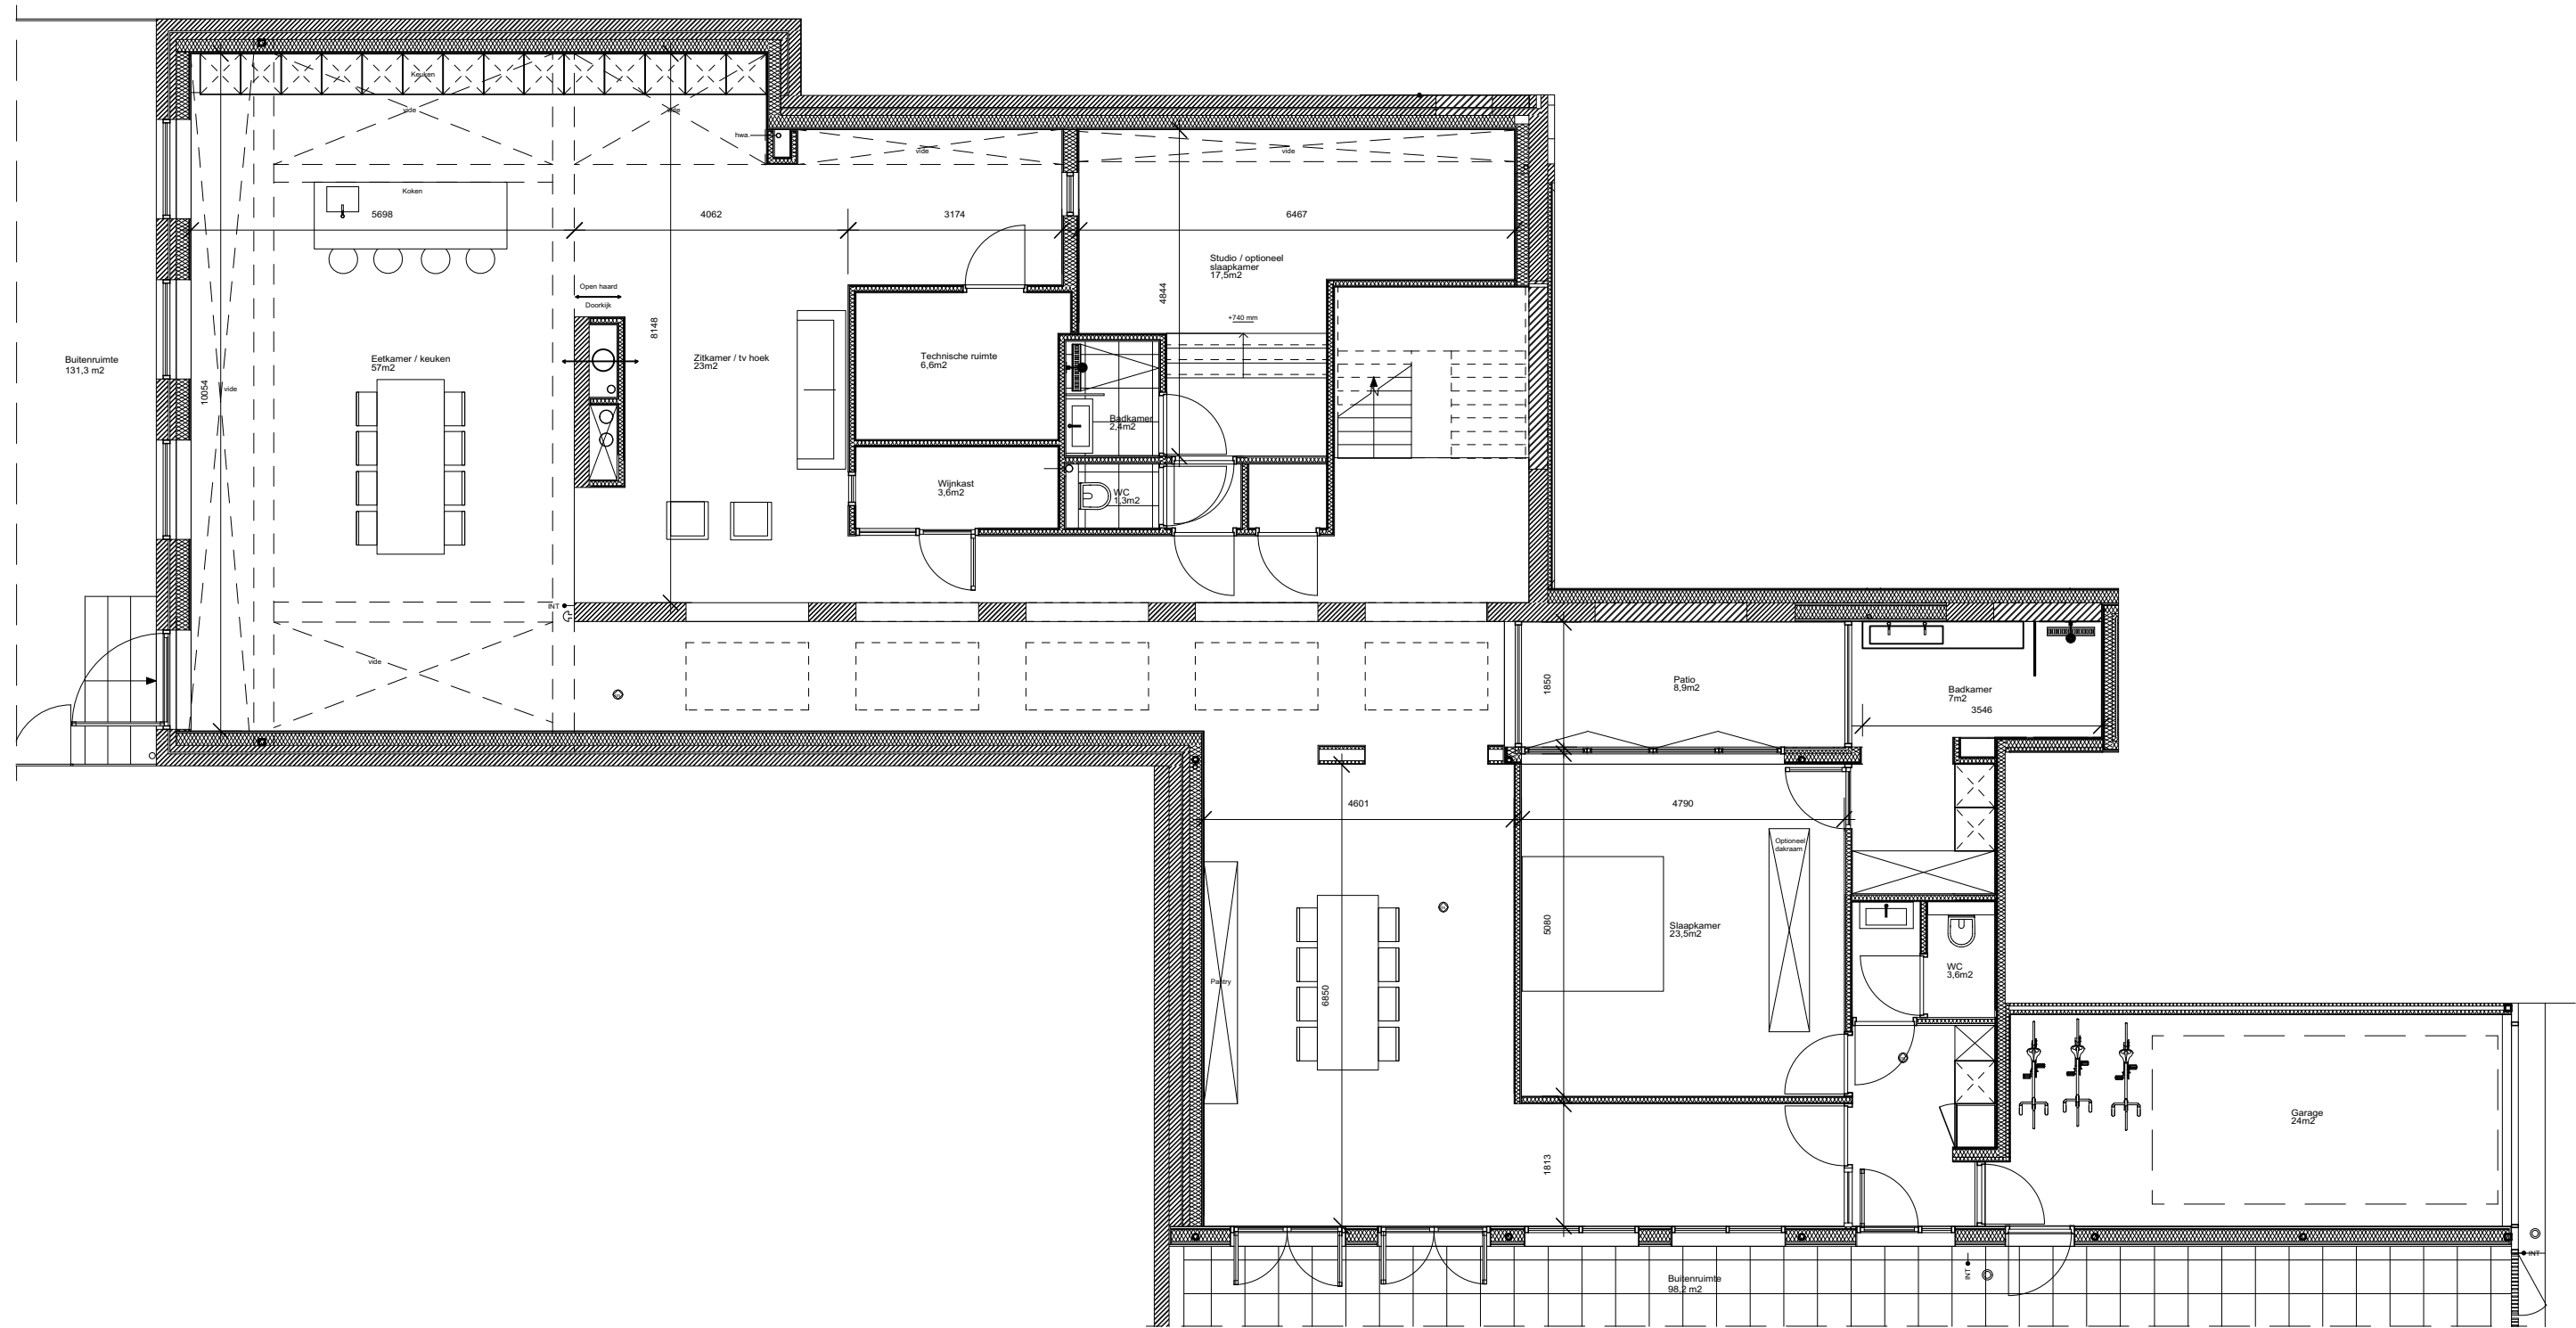 Keuken
vide
vide
hwa.
vide
vide
Koken
5698
4062
3174
6467
Studio / optioneel
slaapkamer
17,5m2
Open haard
Doorkijk
4844
+740 mm
8148
Buitenruimte
131,3 m2
Eetkamer / keuken
57m2
Zitkamer / tv hoek
23m2
Technische ruimte
6,6m2
10054
vide
Badkamer
2,4m2
Wijnkast
3,6m2
WC
1,3m2
INT
vide
1850
Patio
8,9m2
Badkamer
7m2
3546
4601
4790
Optioneel
dakraam
5080
Slaapkamer
23,5m2
Pantry
6850
WC
3,6m2
Garage
24m2
1813
INT
INT
Buitenruimte
98,2 m2